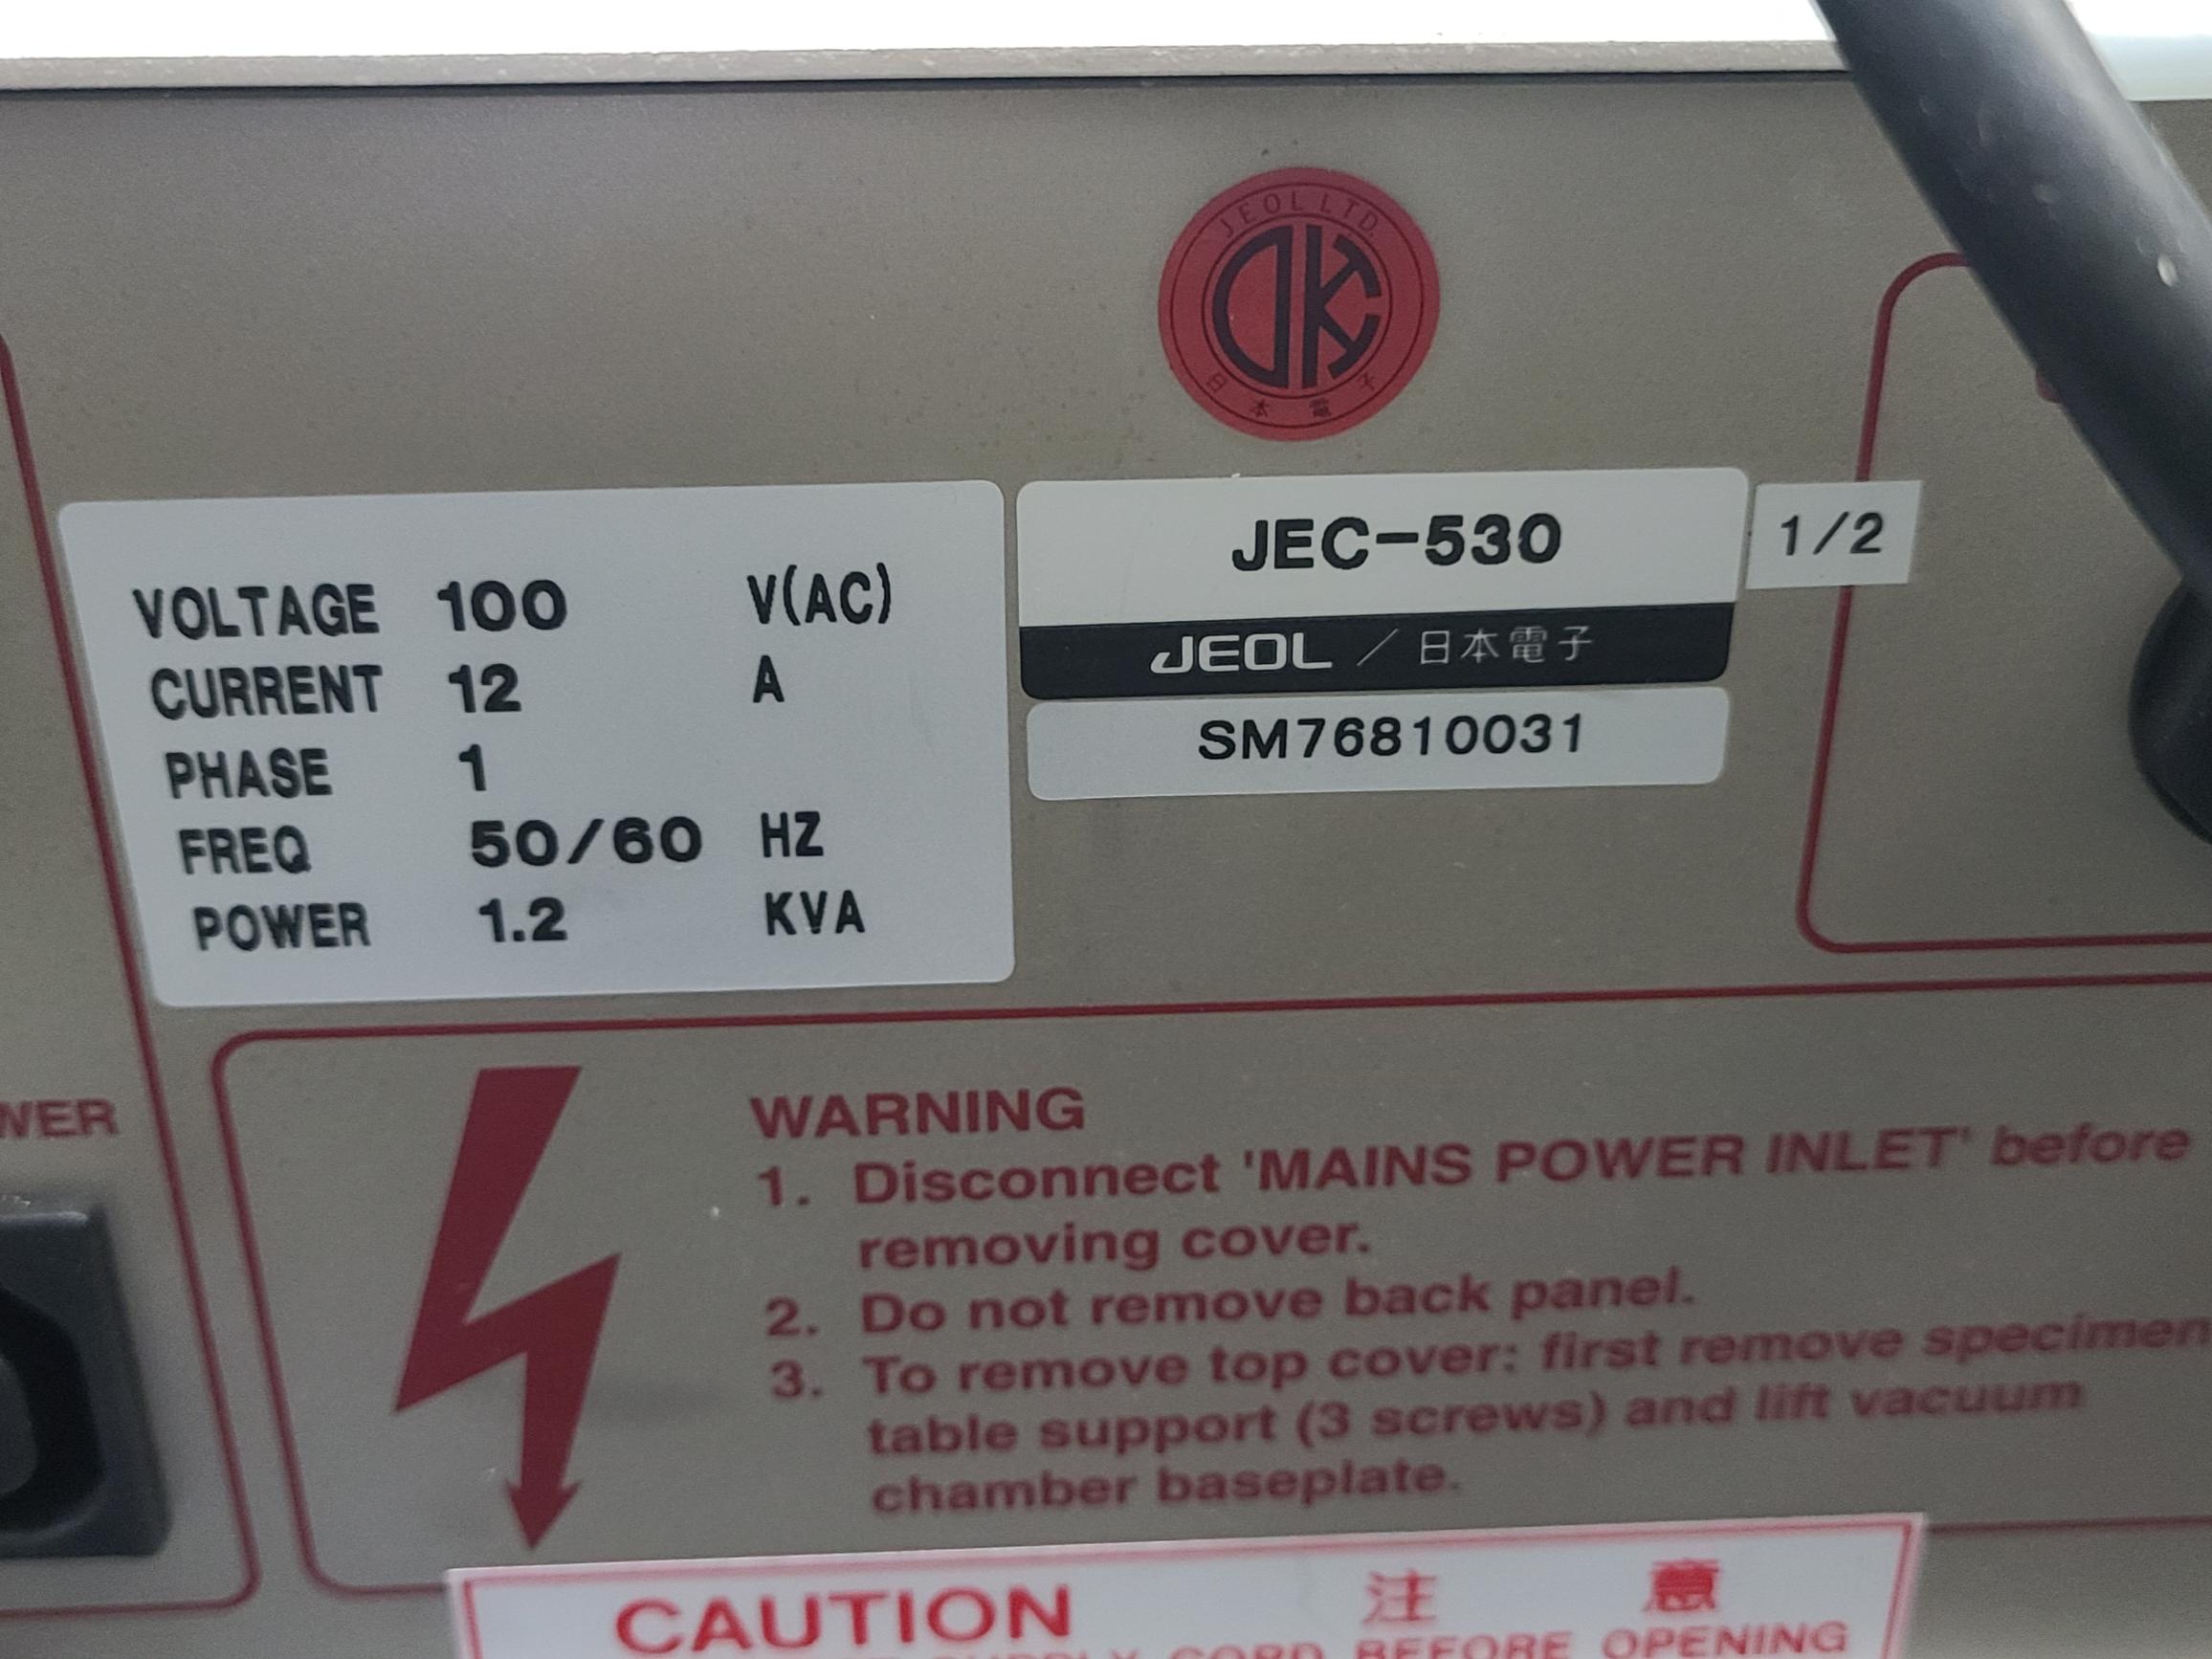 JEOL LTD.
日本電子
JEC-530
1/2
JEOL / 日本電子
SM76810031
VOLTAGE 100 V(AC)
CURRENT 12 A
PHASE 1
FREQ 50/60 HZ
POWER 1.2 KVA
WARNING
1. Disconnect 'MAINS POWER INLET' before
removing cover.
2. Do not remove back panel.
3. To remove top cover: first remove specimen
table support (3 screws) and lift vacuum
chamber baseplate.
CAUTION 注 意
CORD BEFORE OPENING